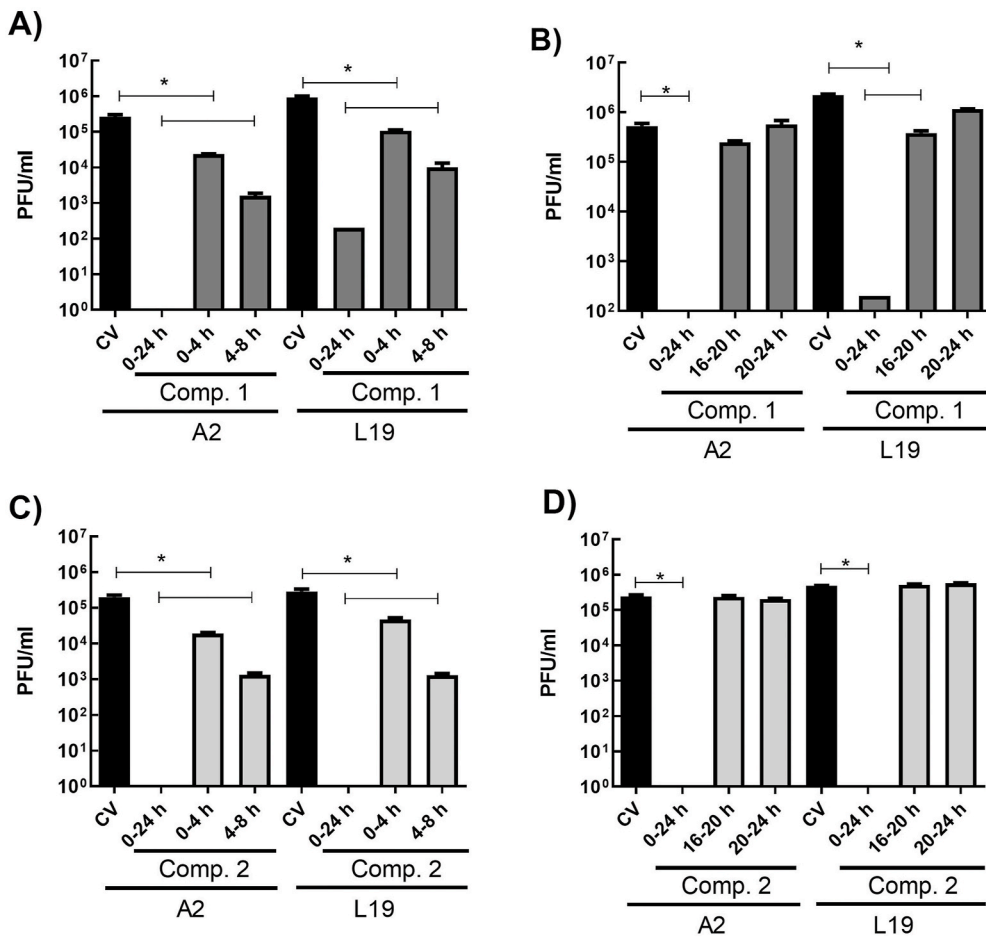 A)
*
*
PFU/ml
10^7
10^6
10^5
10^4
10^3
10^2
10^1
10^0
CV
0-24 h
0-4 h
4-8 h
CV
0-24 h
0-4 h
4-8 h
Comp. 1
Comp. 1
A2
L19
B)
*
*
PFU/ml
10^7
10^6
10^5
10^4
10^3
10^2
CV
0-24 h
16-20 h
20-24 h
CV
0-24 h
16-20 h
20-24 h
Comp. 1
Comp. 1
A2
L19
C)
*
*
PFU/ml
10^7
10^6
10^5
10^4
10^3
10^2
10^1
10^0
CV
0-24 h
0-4 h
4-8 h
CV
0-24 h
0-4 h
4-8 h
Comp. 2
Comp. 2
A2
L19
D)
*
*
PFU/ml
10^7
10^6
10^5
10^4
10^3
10^2
10^1
10^0
CV
0-24 h
16-20 h
20-24 h
CV
0-24 h
16-20 h
20-24 h
Comp. 2
Comp. 2
A2
L19